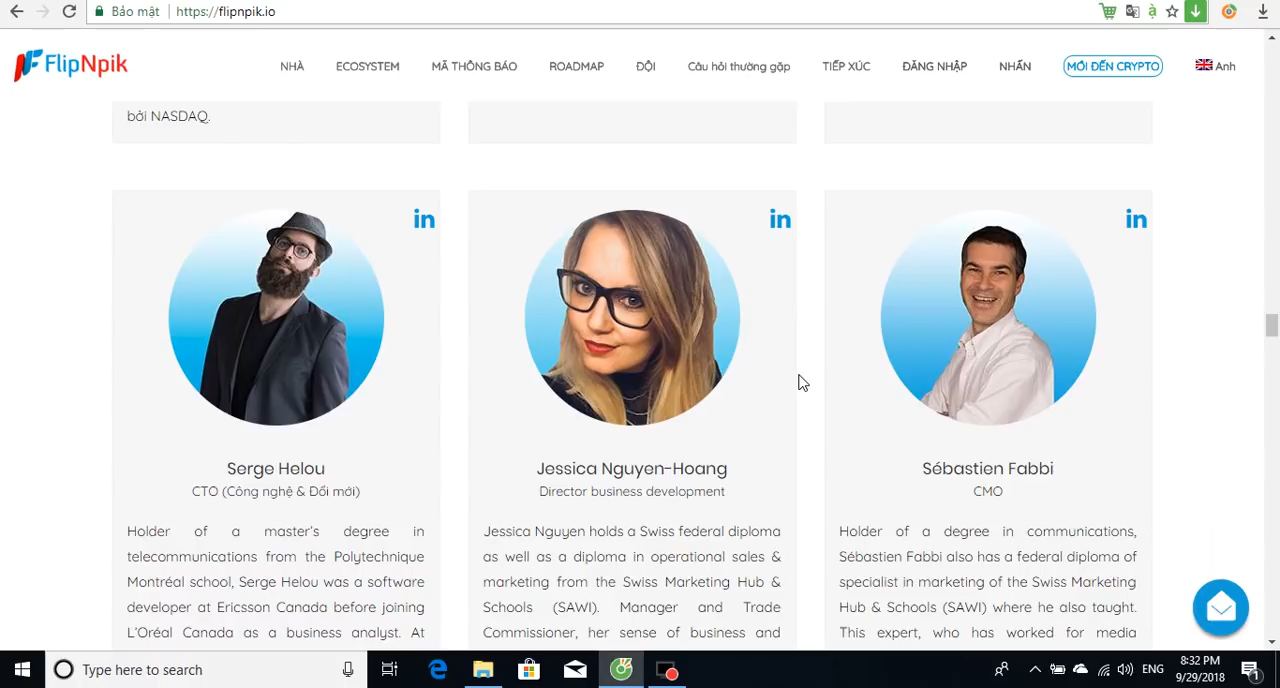 Bảo mật | https://flipnpik.io
FlipNpik
NHÀ ECOSYSTEM MÃ THÔNG BÁO ROADMAP ĐỘI Câu hỏi thường gặp TIẾP XÚC ĐĂNG NHẬP NHẤN MỚI ĐẾN CRYPTO Anh
bởi NASDAQ.
in
in
in
Serge Helou
CTO (Công nghệ & Đổi mới)
Holder of a master's degree in
telecommunications from the Polytechnique
Montréal school, Serge Helou was a software
developer at Ericsson Canada before joining
L'Oréal Canada as a business analyst. At
Jessica Nguyen-Hoang
Director business development
Jessica Nguyen holds a Swiss federal diploma
as well as a diploma in operational sales &
marketing from the Swiss Marketing Hub &
Schools (SAWI). Manager and Trade
Commissioner, her sense of business and
Sébastien Fabbi
CMO
Holder of a degree in communications,
Sébastien Fabbi also has a federal diploma of
specialist in marketing of the Swiss Marketing
Hub & Schools (SAWI) where he also taught.
This expert, who has worked for media
Type here to search
ENG
8:32 PM
9/29/2018
1